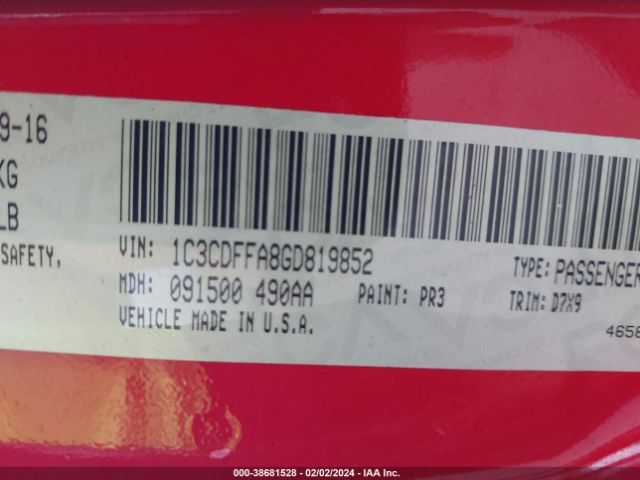 9-16
KG
LB
SAFETY,
VIN: 1C3CDFFA8GD819852
TYPE: PASSENGER
MDH: 091500 490AA PAINT: PR3
TRIM: D7X9
VEHICLE MADE IN U.S.A.
4658
000-38681528 - 02/02/2024 - IAA Inc.